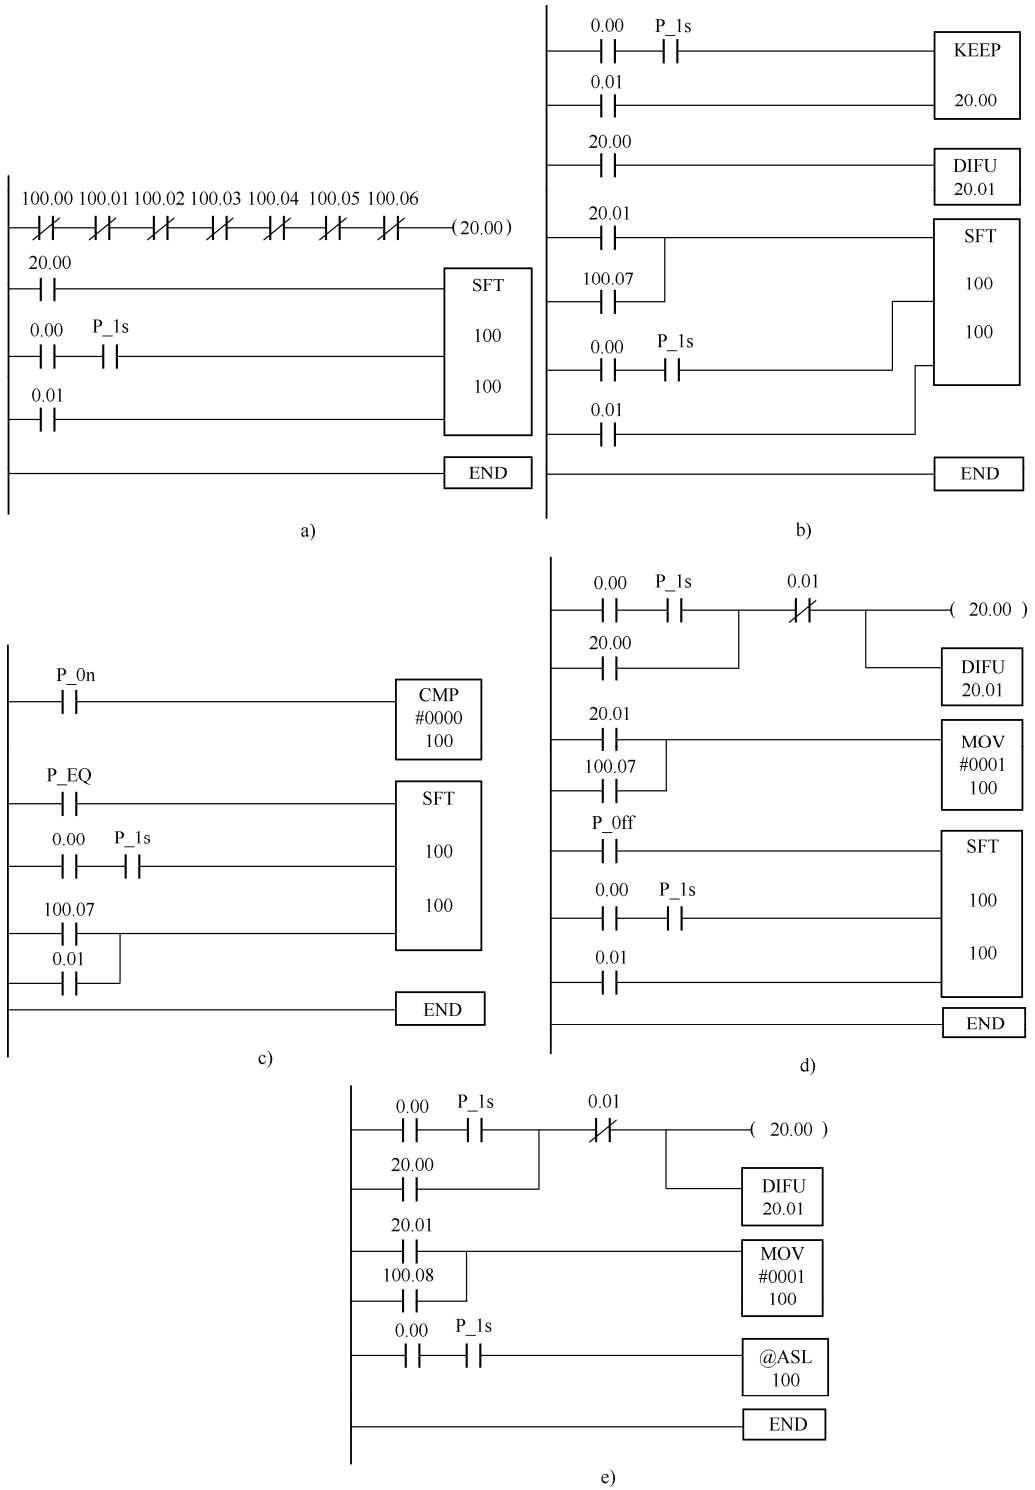 100.00 100.01 100.02 100.03 100.04 100.05 100.06
(20.00)
20.00
SFT
100
100
0.00 P_1s
0.01
END
a)
0.00 P_1s
KEEP
20.00
0.01
20.00
DIFU
20.01
20.01
SFT
100
100
100.07
0.00 P_1s
0.01
END
b)
P_0n
CMP
#0000
100
P_EQ
SFT
100
100
0.00 P_1s
100.07
0.01
END
c)
0.00 P_1s 0.01
( 20.00 )
20.00
DIFU
20.01
20.01
MOV
#0001
100
100.07
P_0ff
SFT
100
100
0.00 P_1s
0.01
END
d)
0.00 P_1s 0.01
( 20.00 )
20.00
DIFU
20.01
20.01
MOV
#0001
100
100.08
0.00 P_1s
@ASL
100
END
e)